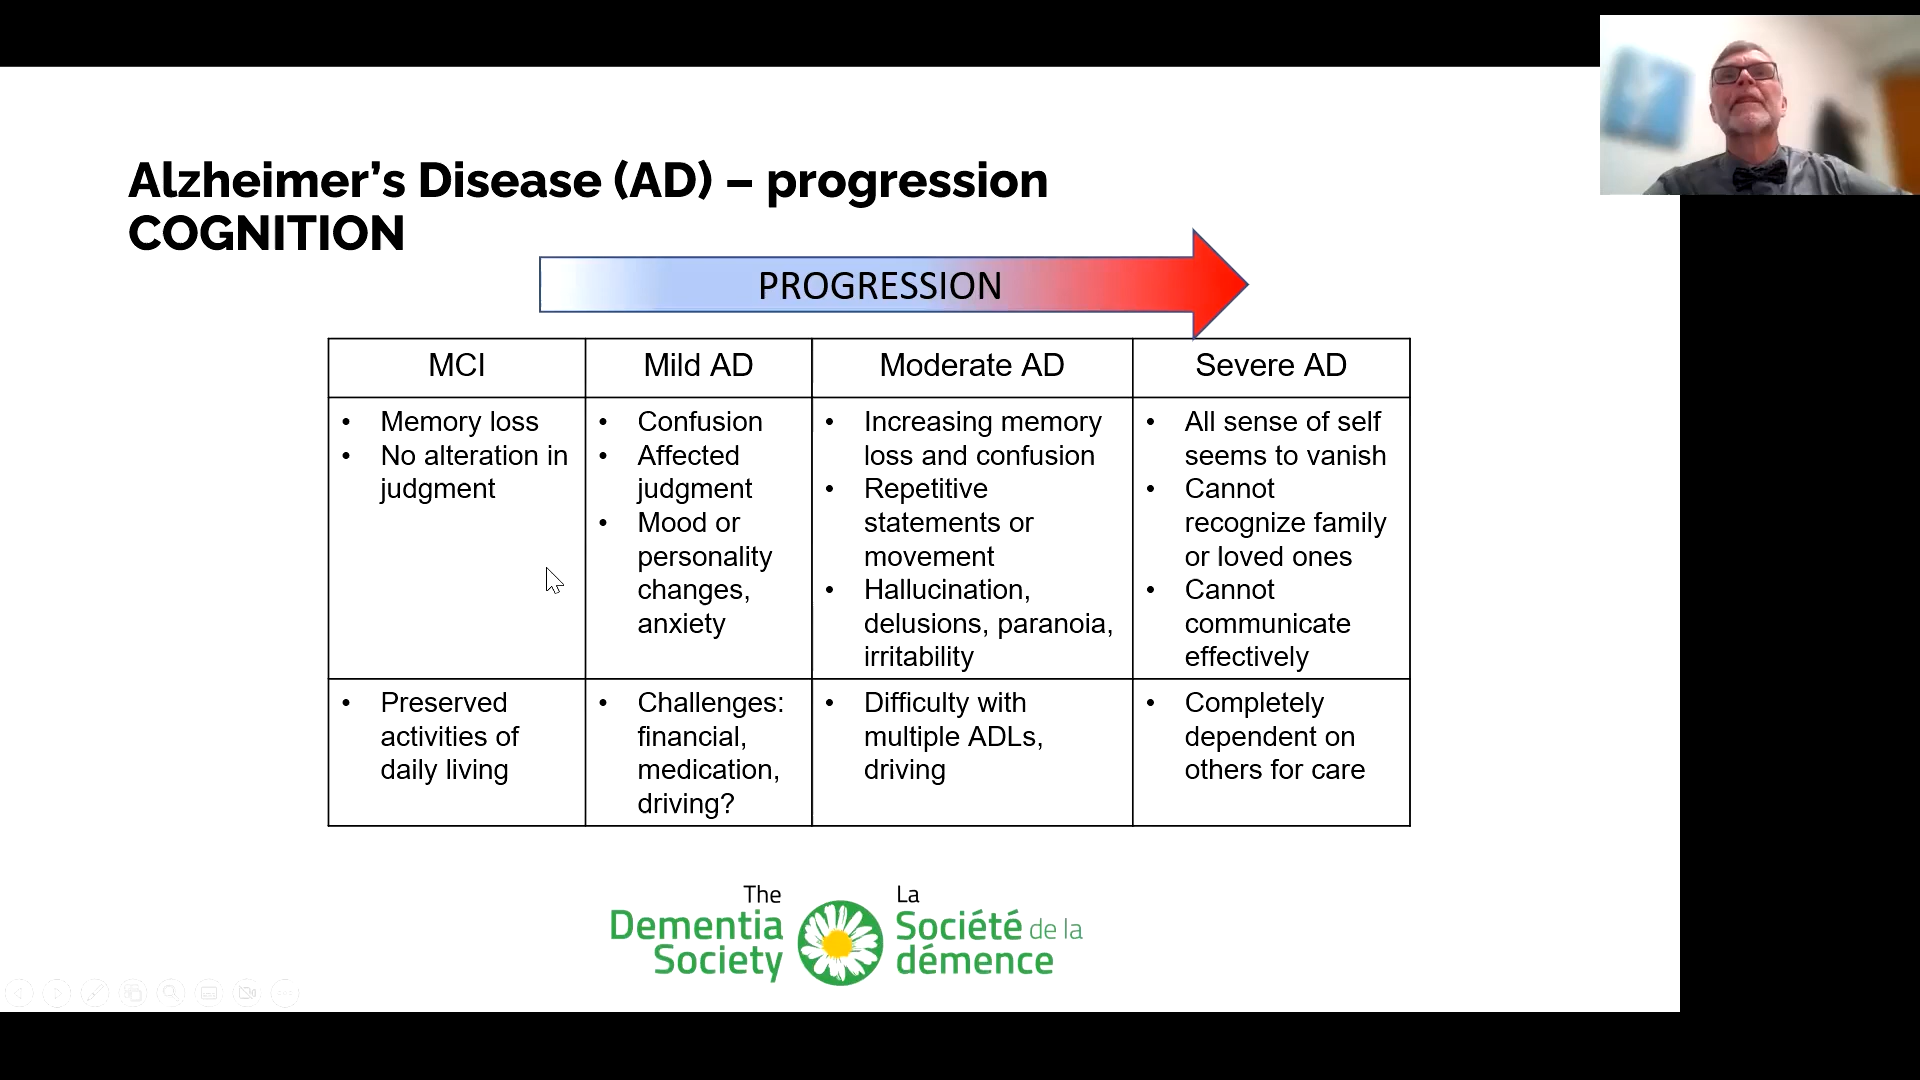 Alzheimer’s Disease (AD) – progression
COGNITION
PROGRESSION
MCI
Mild AD
Moderate AD
Severe AD
• Memory loss
• No alteration in
judgment
• Confusion
• Affected
judgment
• Mood or
personality
changes,
anxiety
• Increasing memory
loss and confusion
• Repetitive
statements or
movement
• Hallucination,
delusions, paranoia,
irritability
• All sense of self
seems to vanish
• Cannot
recognize family
or loved ones
• Cannot
communicate
effectively
• Preserved
activities of
daily living
• Challenges:
financial,
medication,
driving?
• Difficulty with
multiple ADLs,
driving
• Completely
dependent on
others for care
The
Dementia
Society
La
Société de la
démence